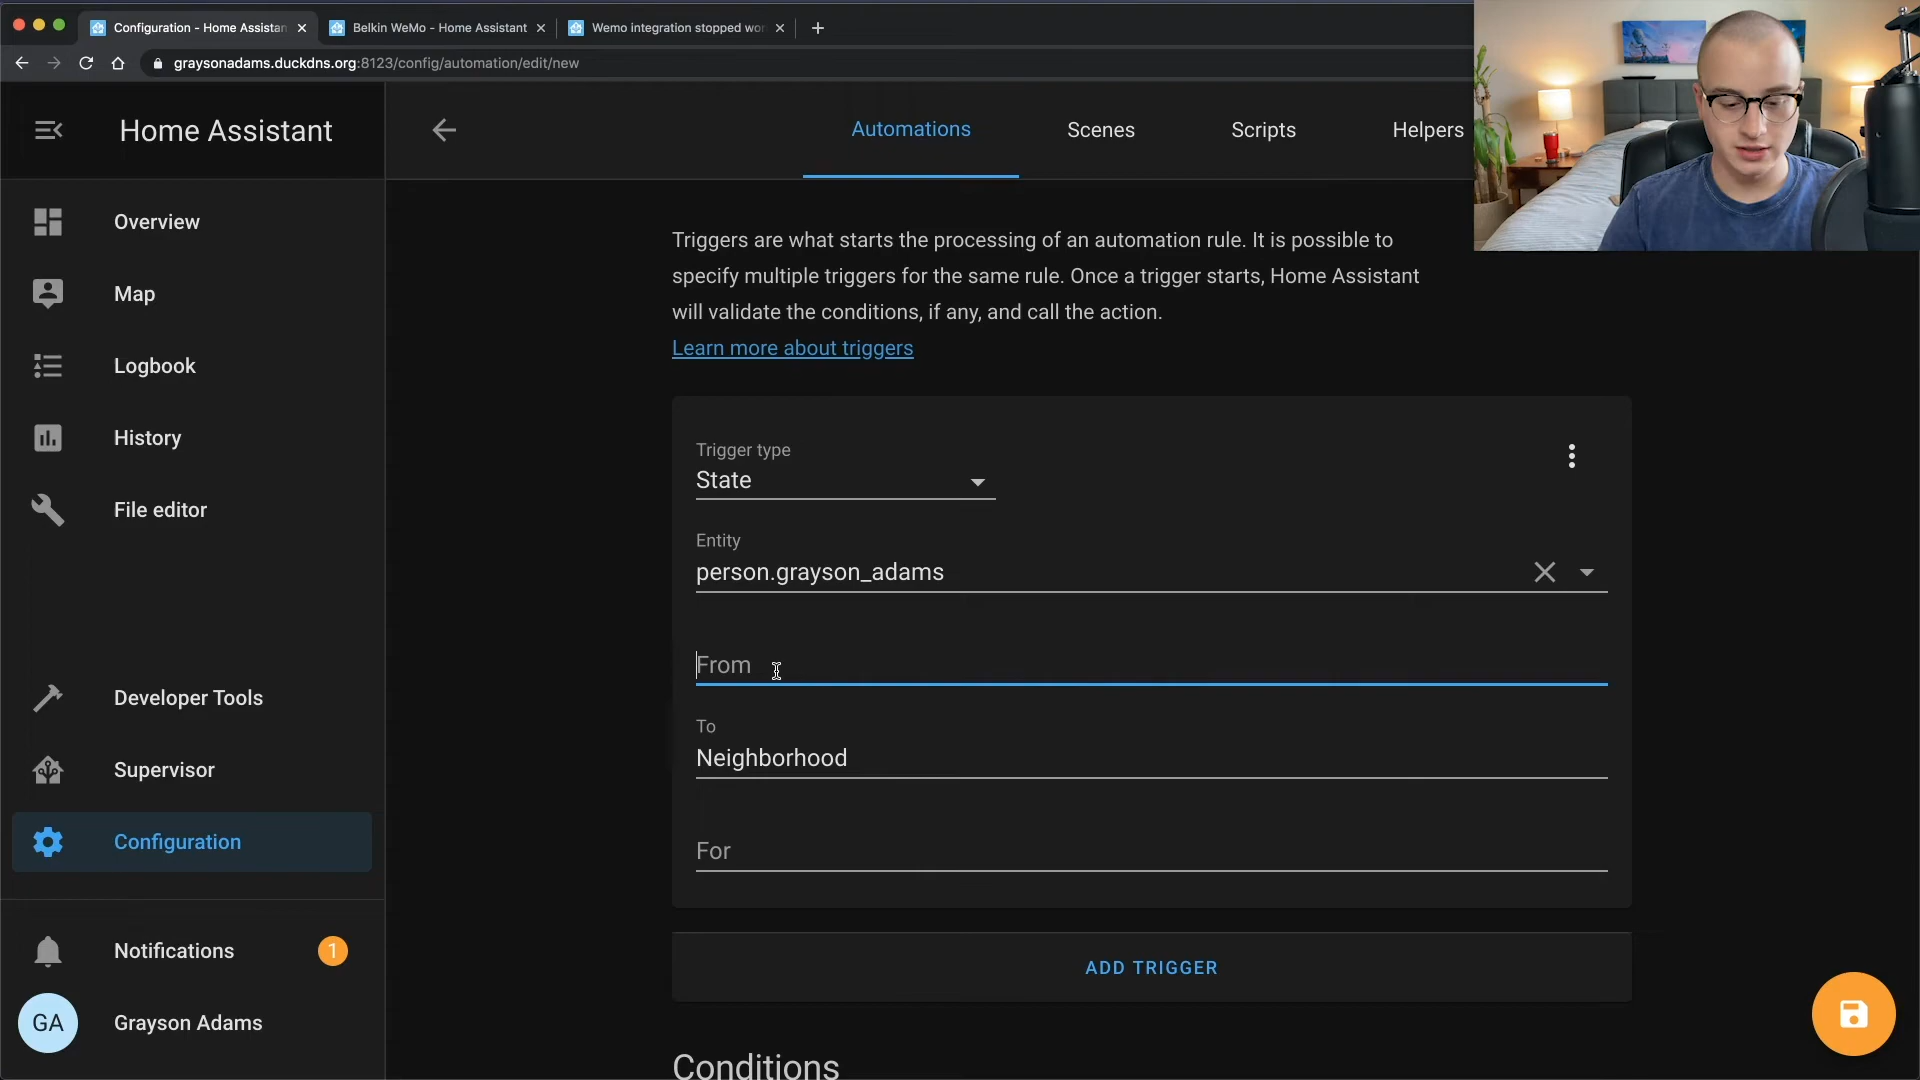 Configuration - Home Assistan
Belkin WeMo - Home Assistant
Wemo integration stopped wor
graysonadams.duckdns.org:8123/config/automation/edit/new
Home Assistant
Automations
Scenes
Scripts
Helpers
Overview
Map
Logbook
History
File editor
Developer Tools
Supervisor
Configuration
Notifications
1
GA
Grayson Adams
Triggers are what starts the processing of an automation rule. It is possible to
specify multiple triggers for the same rule. Once a trigger starts, Home Assistant
will validate the conditions, if any, and call the action.
Learn more about triggers
Trigger type
State
Entity
person.grayson_adams
From
To
Neighborhood
For
ADD TRIGGER
Conditions